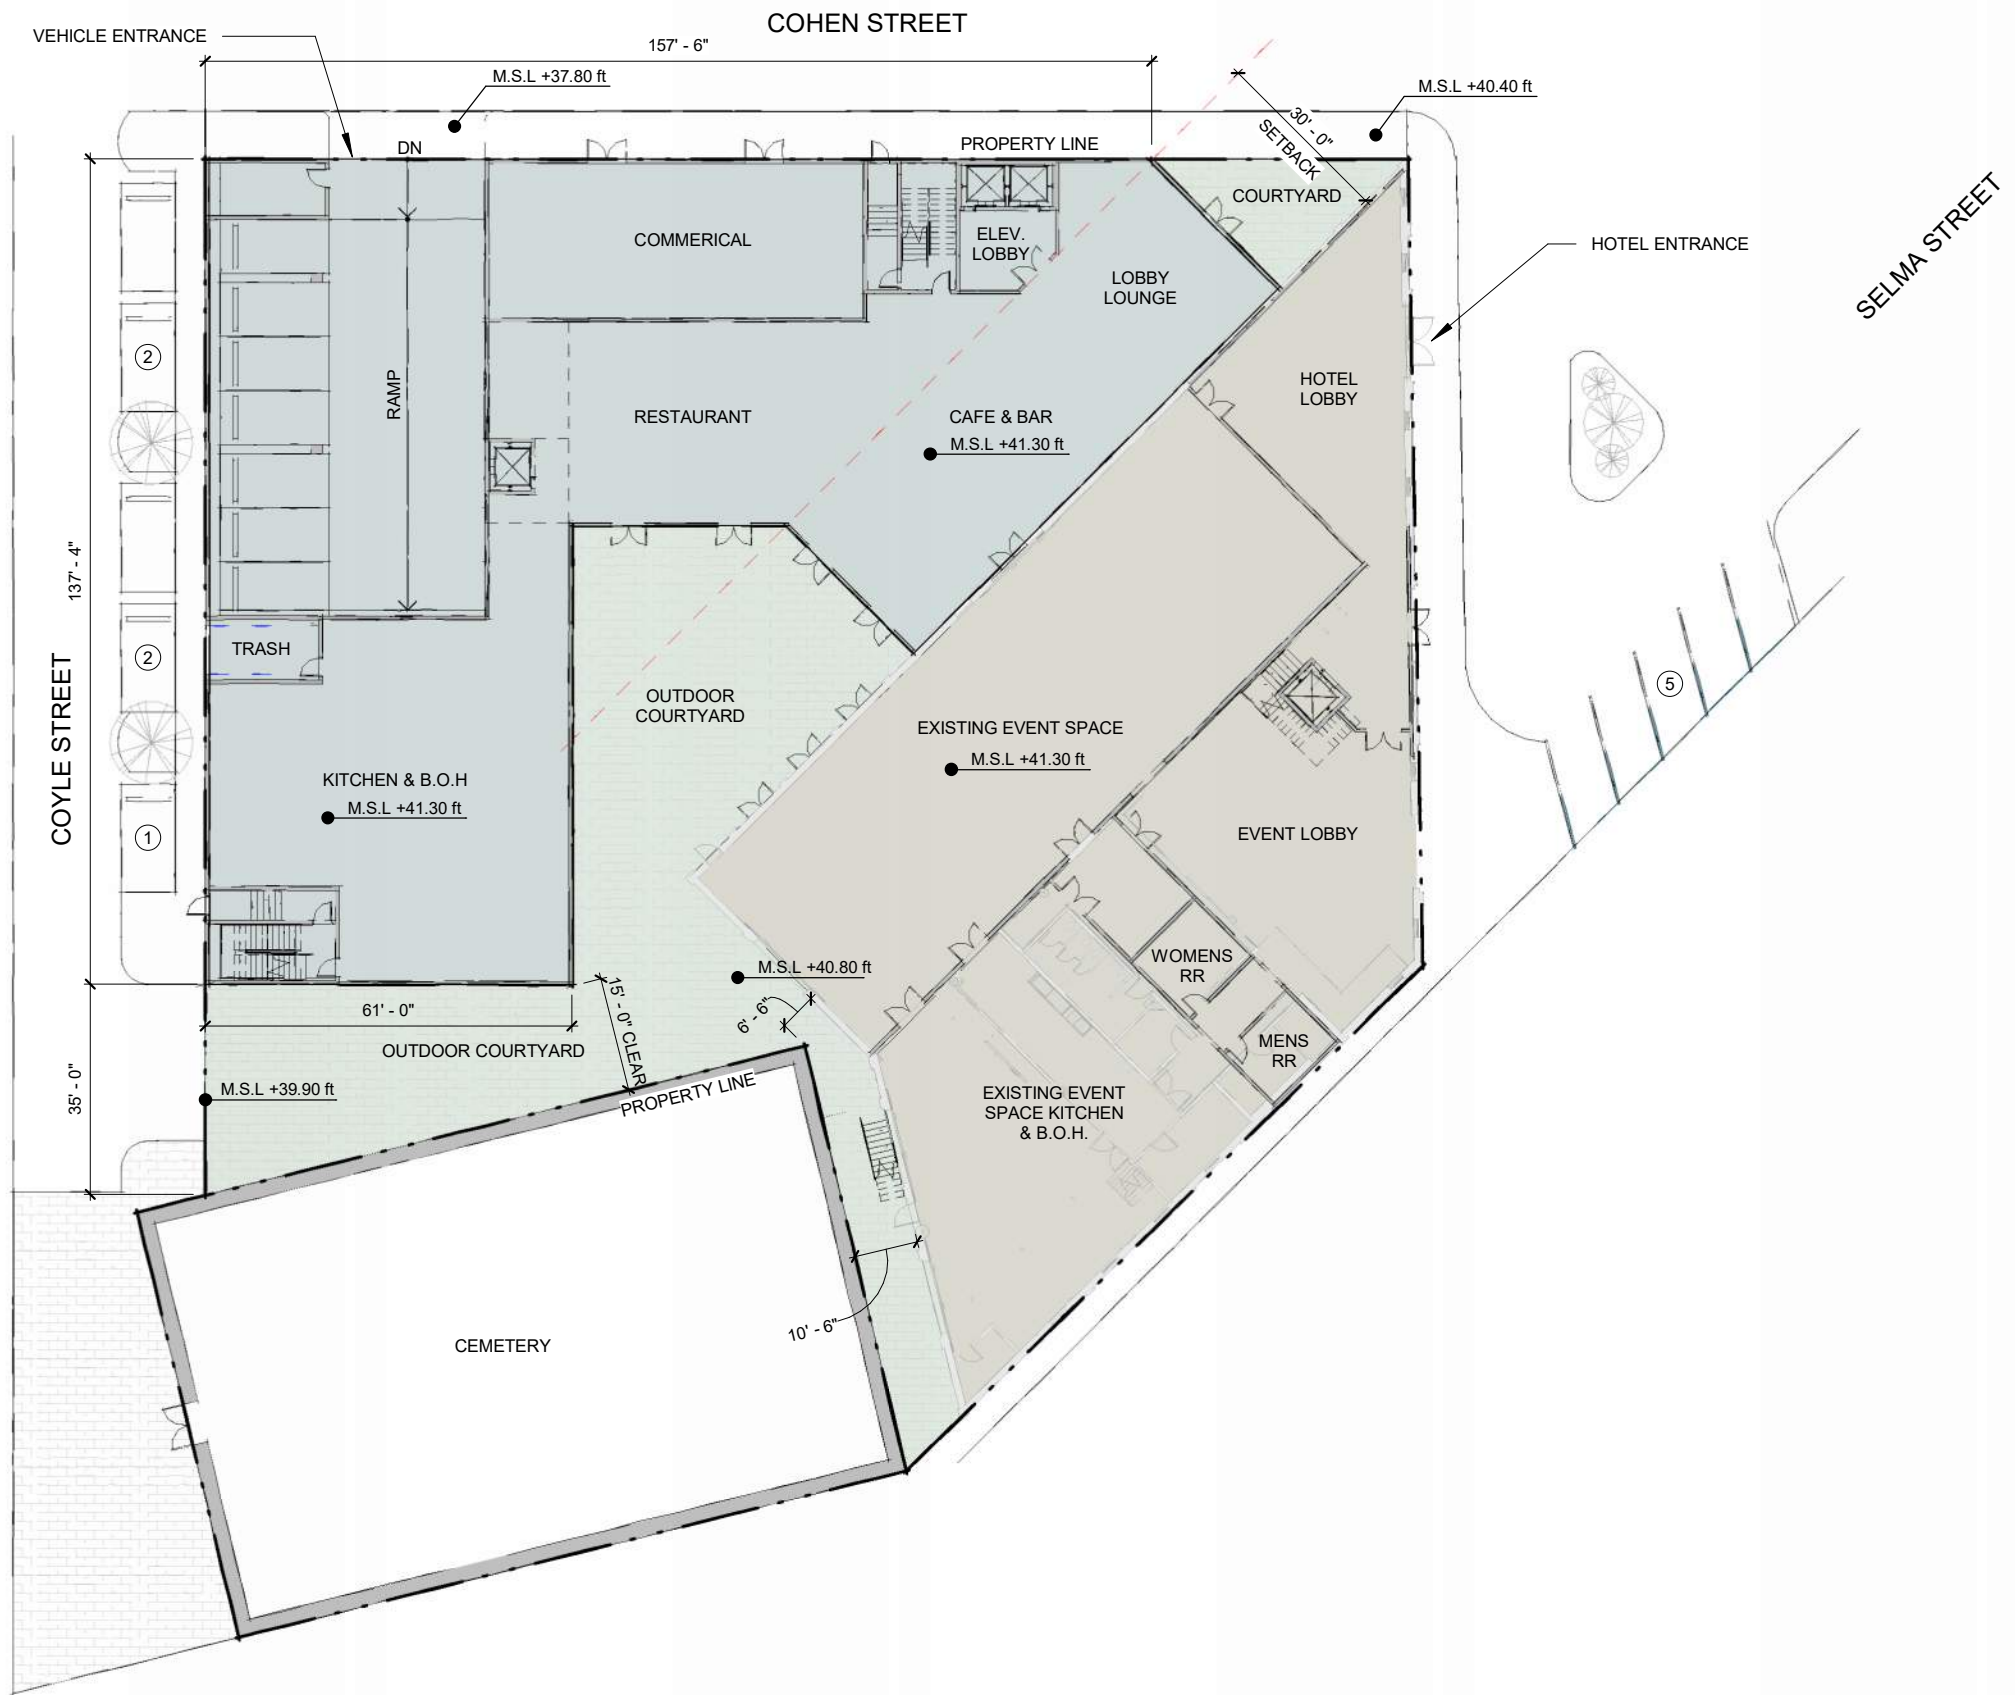 COHEN STREET
VEHICLE ENTRANCE
157' - 6"
M.S.L +37.80 ft
M.S.L +40.40 ft
30' - 0"
SETBACK
DN
PROPERTY LINE
COURTYARD
SELMA STREET
COMMERICAL
ELEV.
LOBBY
HOTEL ENTRANCE
LOBBY
LOUNGE
2
RAMP
HOTEL
LOBBY
RESTAURANT
CAFE & BAR
M.S.L +41.30 ft
137' - 4"
TRASH
2
5
COYLE STREET
OUTDOOR
COURTYARD
EXISTING EVENT SPACE
M.S.L +41.30 ft
KITCHEN & B.O.H
M.S.L +41.30 ft
1
EVENT LOBBY
WOMENS
RR
M.S.L +40.80 ft
61' - 0"
15' - 0" CLEAR
6' - 6"
OUTDOOR COURTYARD
MENS
RR
35' - 0"
M.S.L +39.90 ft
PROPERTY LINE
EXISTING EVENT
SPACE KITCHEN
& B.O.H.
10' - 6"
CEMETERY